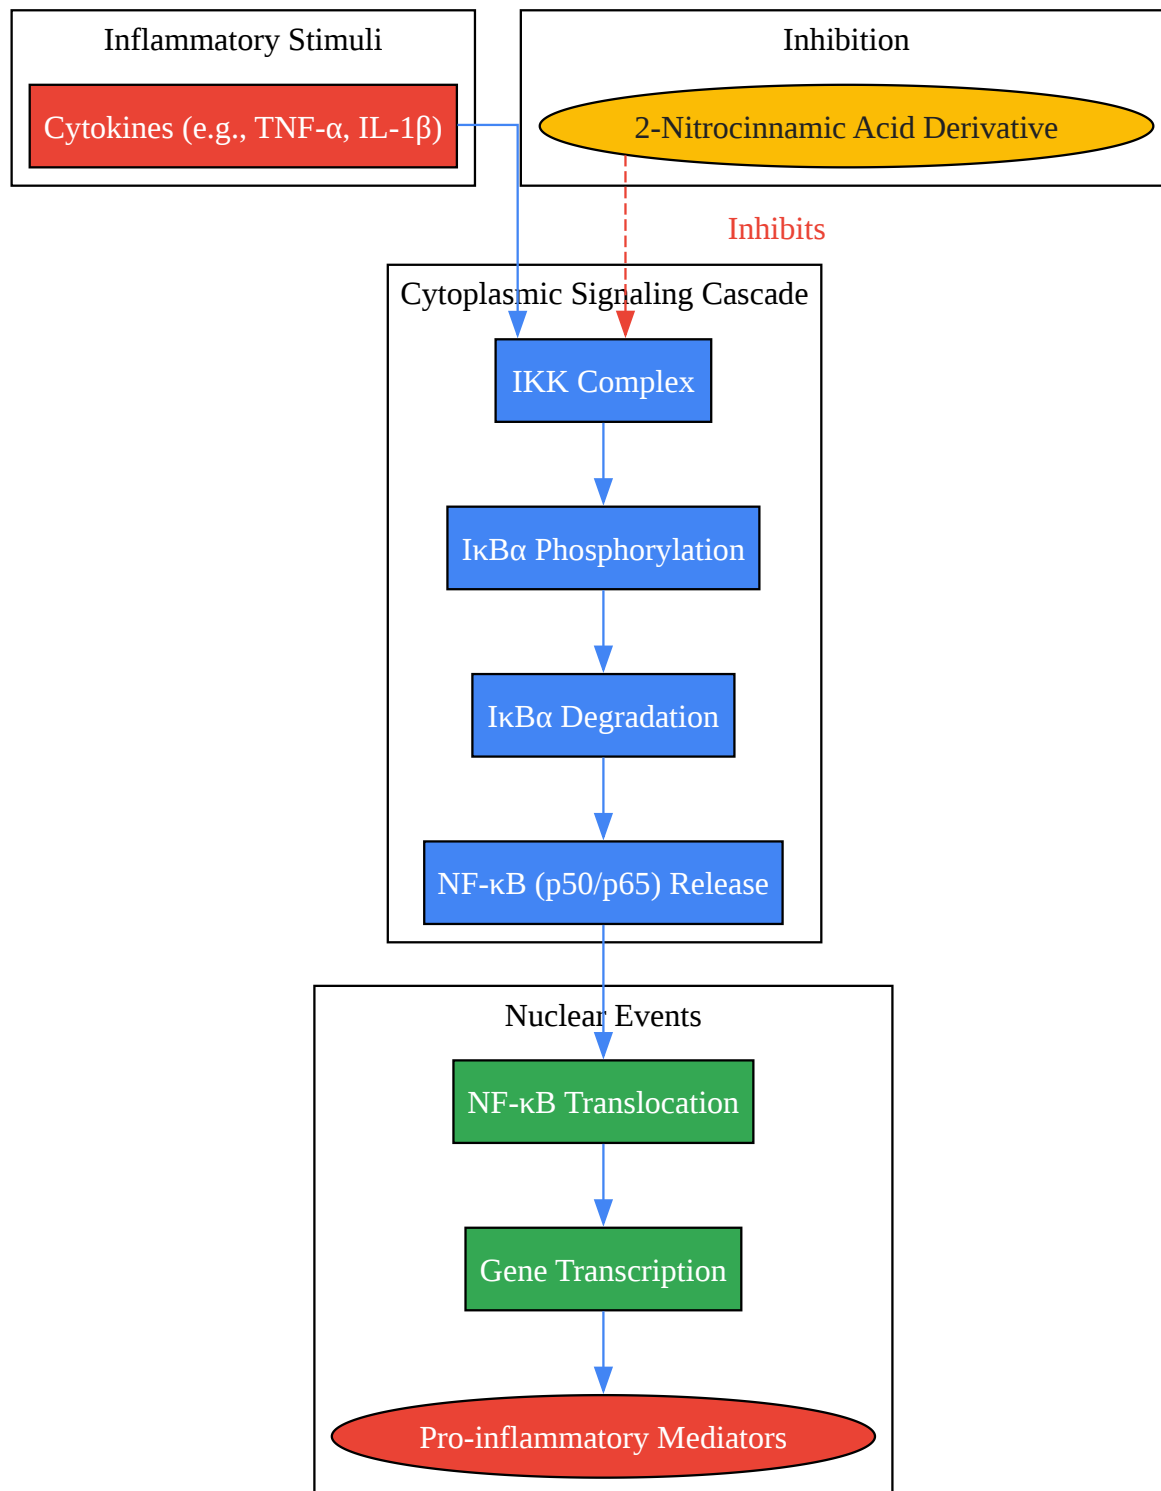 Inflammatory Stimuli
Inhibition
Cytokines (e.g., TNF-α, IL-1β)
2-Nitrocinnamic Acid Derivative
Inhibits
Cytoplasmic Signaling Cascade
IKK Complex
IκBα Phosphorylation
IκBα Degradation
NF-κB (p50/p65) Release
Nuclear Events
NF-κB Translocation
Gene Transcription
Pro-inflammatory Mediators